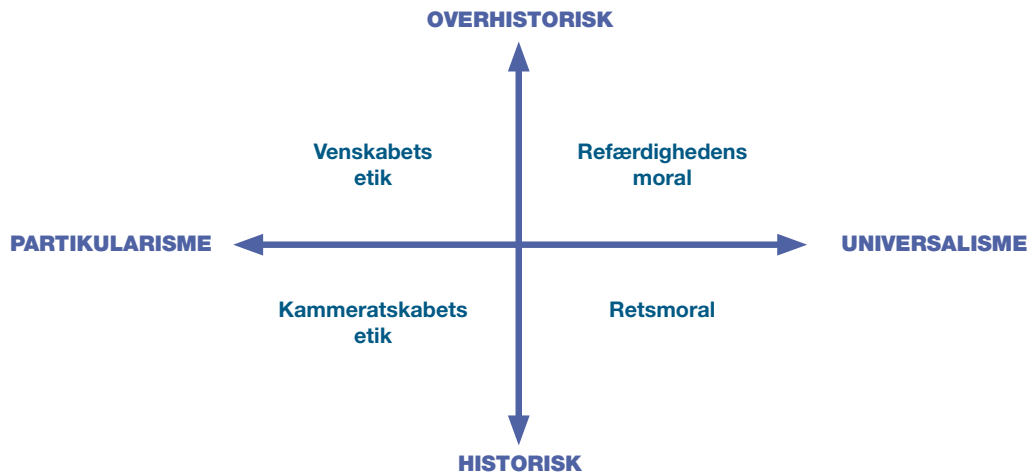 OVERHISTORISK
Venskabets
etik
Refærdighedens
moral
PARTIKULARISME
UNIVERSALISME
Kammeratskabets
etik
Retsmoral
HISTORISK